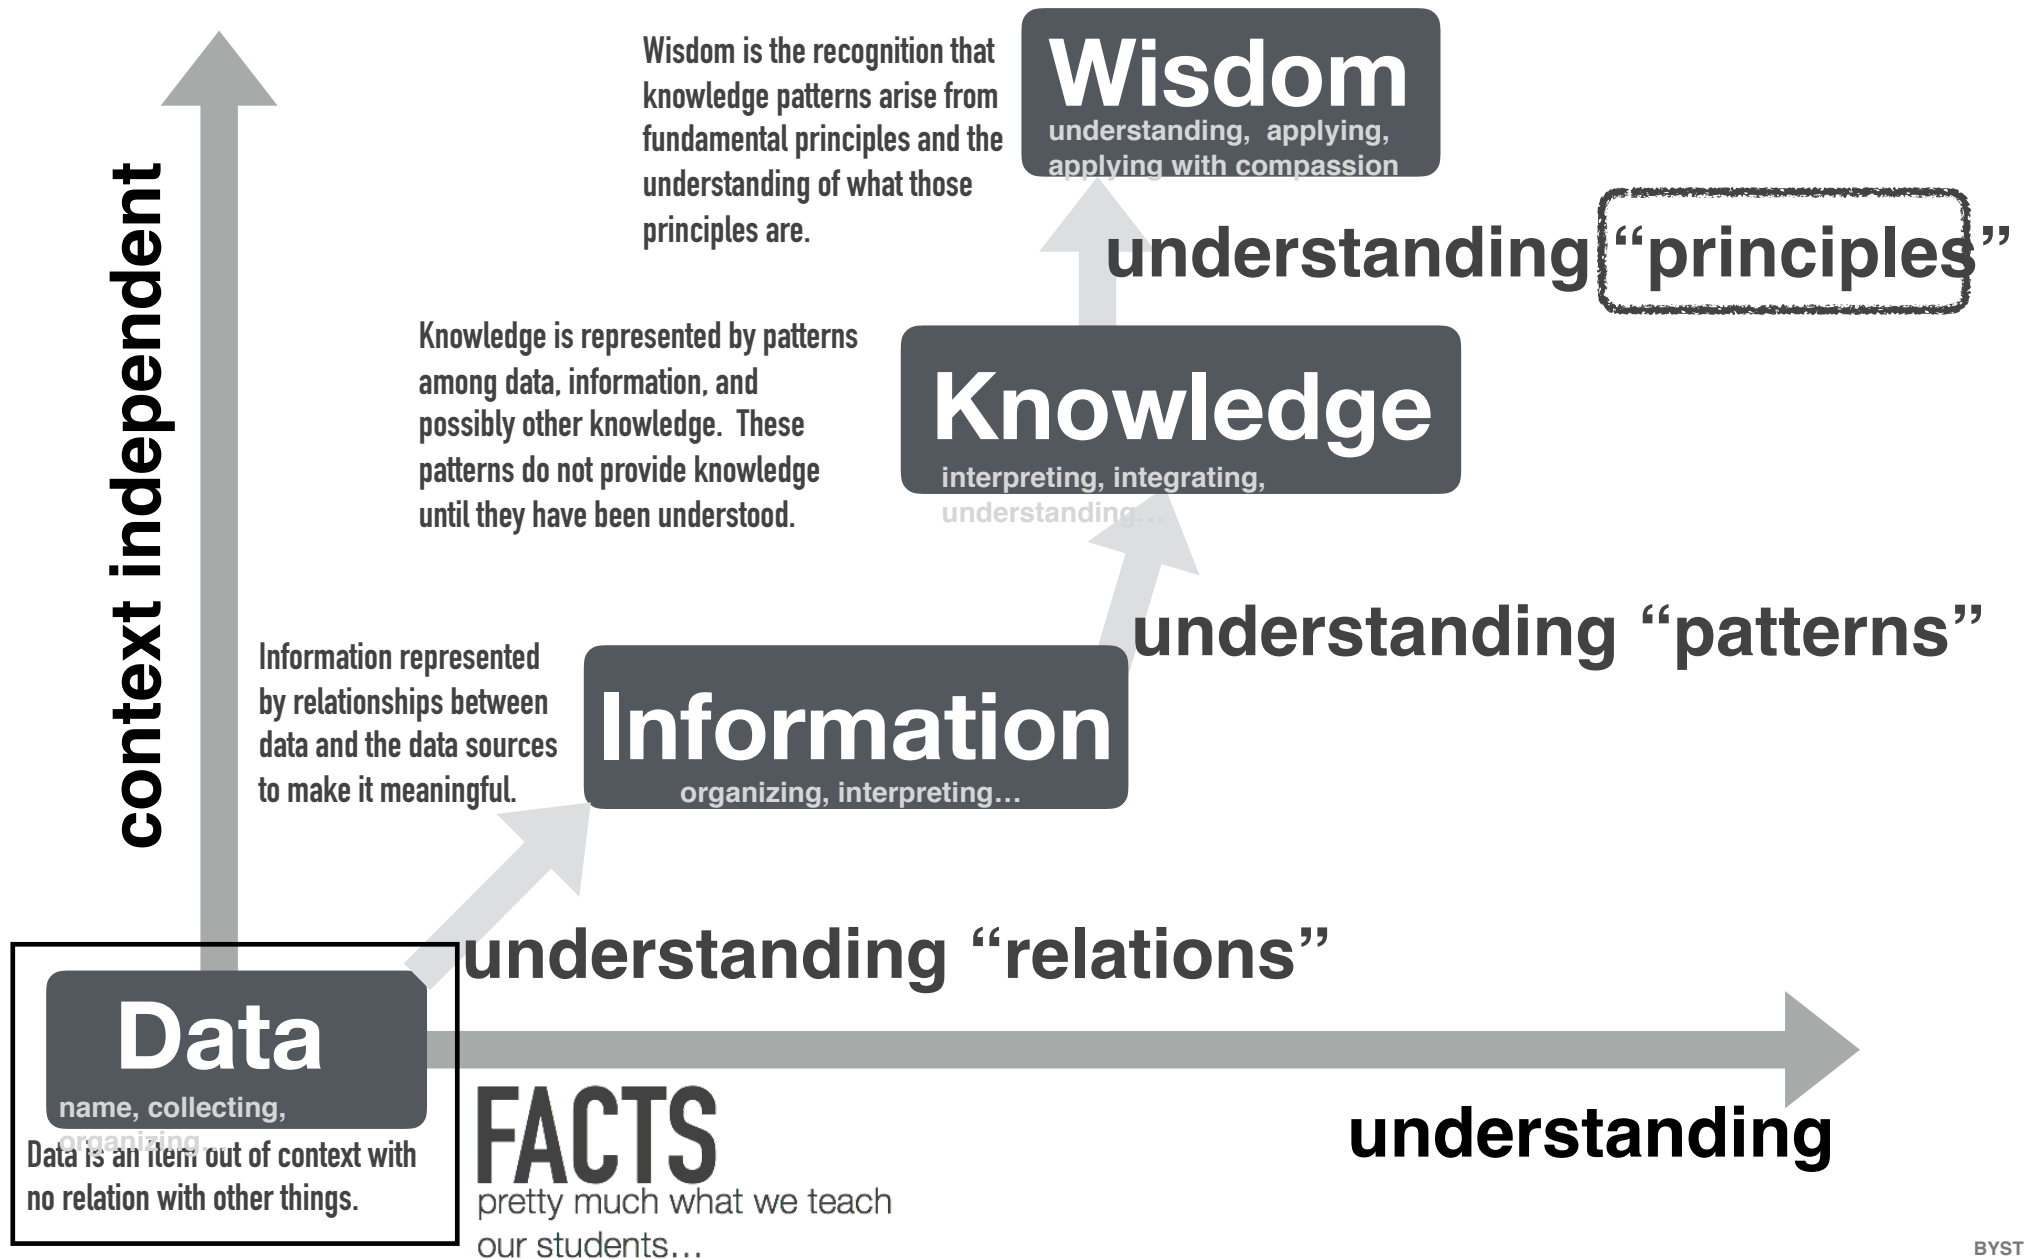 Wisdom is the recognition that
knowledge patterns arise from
fundamental principles and the
understanding of what those
principles are.
Wisdom
understanding, applying,
applying with compassion
understanding “principles”
context independent
Knowledge is represented by patterns
among data, information, and
possibly other knowledge. These
patterns do not provide knowledge
until they have been understood.
Knowledge
interpreting, integrating,
understanding...
understanding “patterns”
Information represented
by relationships between
data and the data sources
to make it meaningful.
Information
organizing, interpreting...
understanding “relations”
Data
name, collecting,
organizing...
Data is an item out of context with
no relation with other things.
FACTS
pretty much what we teach
our students...
understanding
BYST